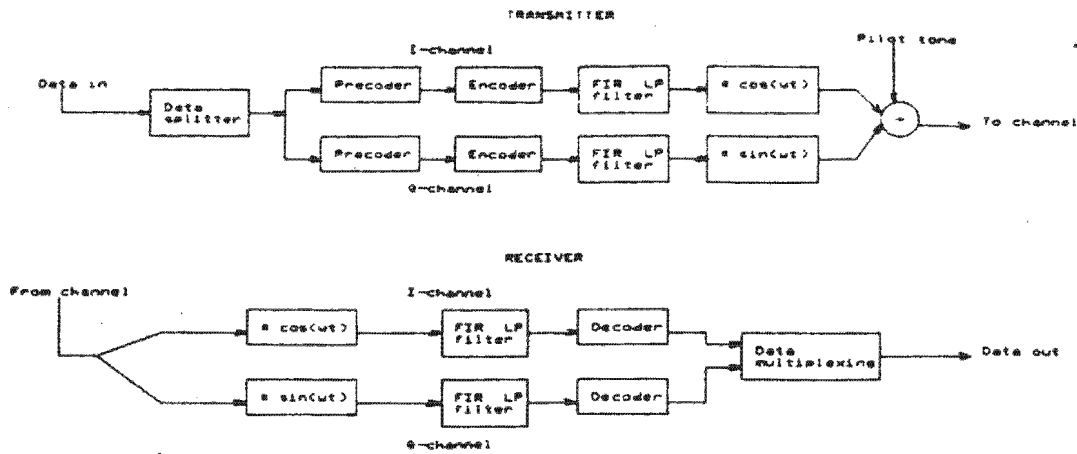 TRANSMITTER
I-channel
Pilot tone
Data in
Data splitter
Precoder
Encoder
FIR LP filter
* cos(wt)
+
To channel
Precoder
Encoder
FIR LP filter
* sin(wt)
Q-channel
RECEIVER
From channel
I-channel
* cos(wt)
FIR LP filter
Decoder
Data multiplexing
Data out
* sin(wt)
FIR LP filter
Decoder
Q-channel